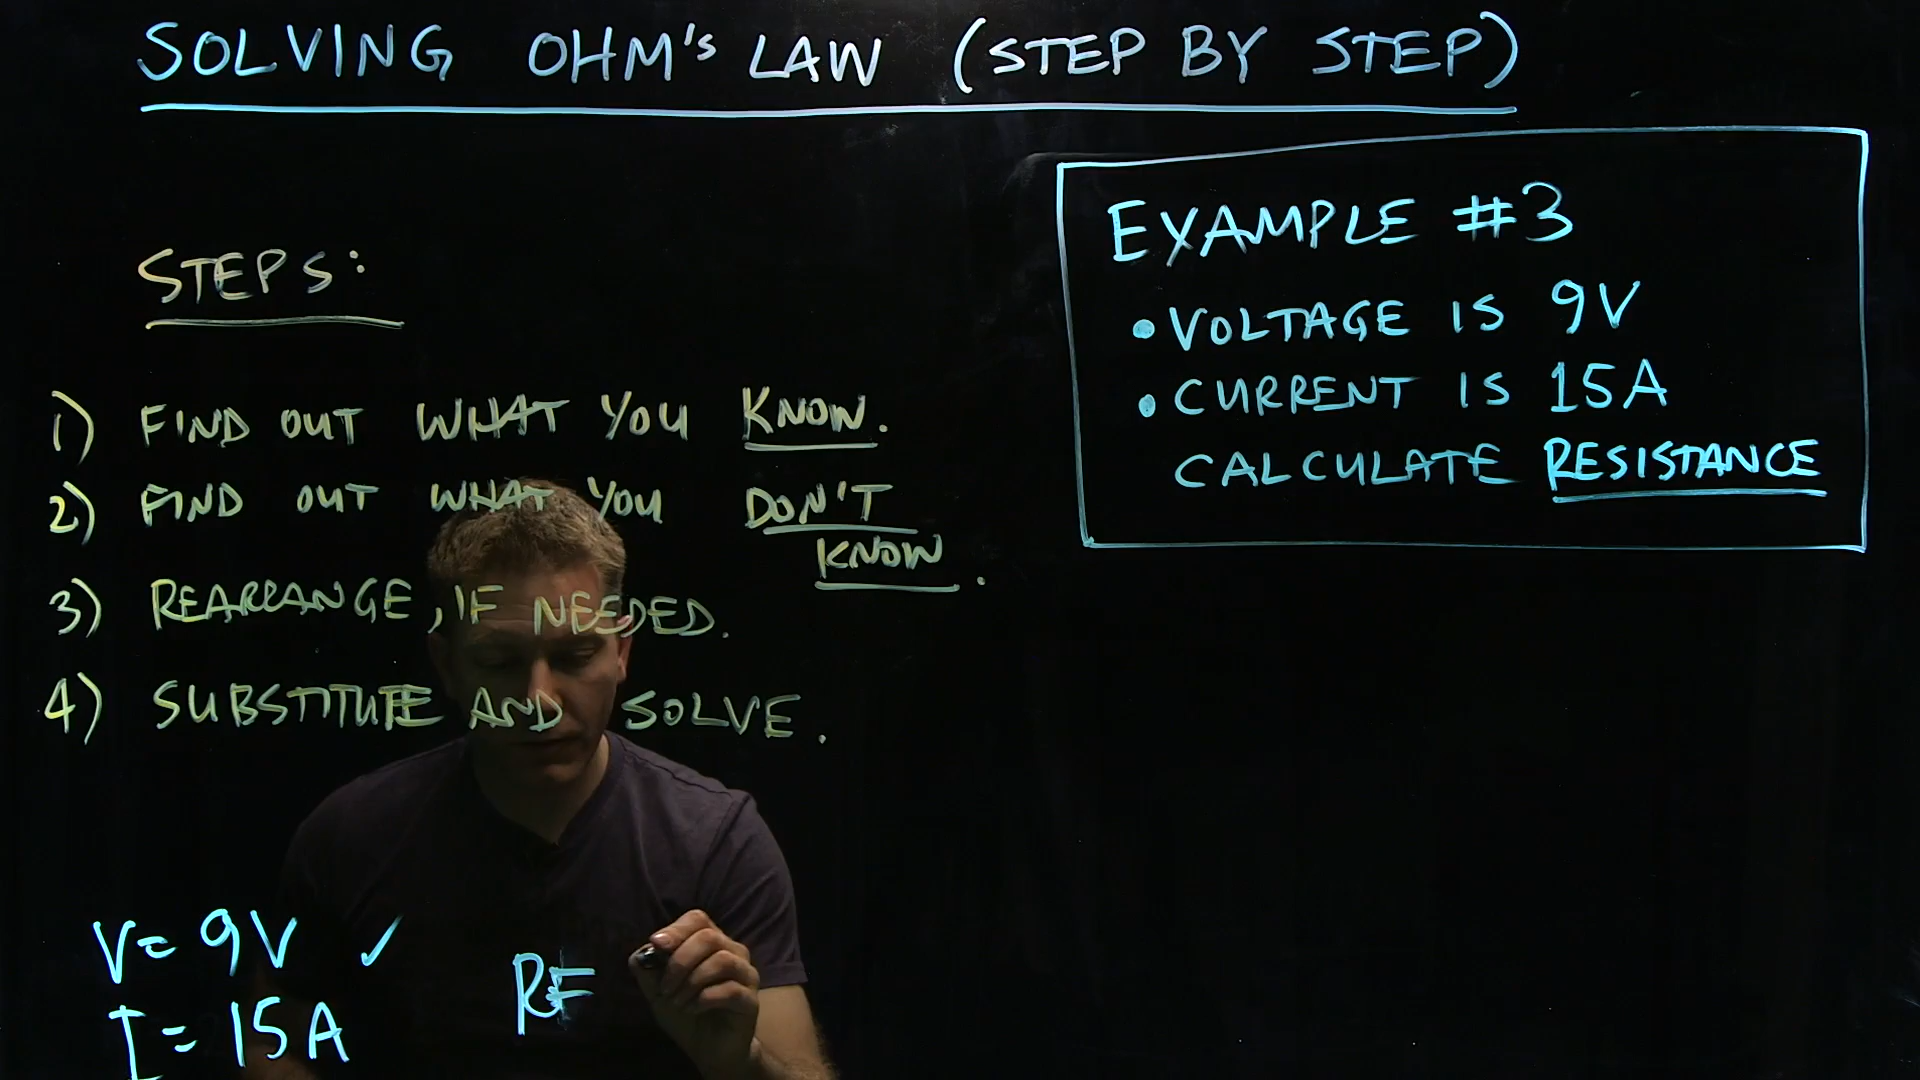 SOLVING OHM's LAW (STEP BY STEP)
STEPS:
1) FIND OUT WHAT YOU KNOW.
2) FIND OUT WHAT YOU DON'T
KNOW.
3) REARRANGE, IF NEEDED.
4) SUBSTITUTE AND SOLVE.
V= 9V ✓
I = 15A
EXAMPLE #3
• VOLTAGE IS 9V
• CURRENT IS 15A
CALCULATE RESISTANCE